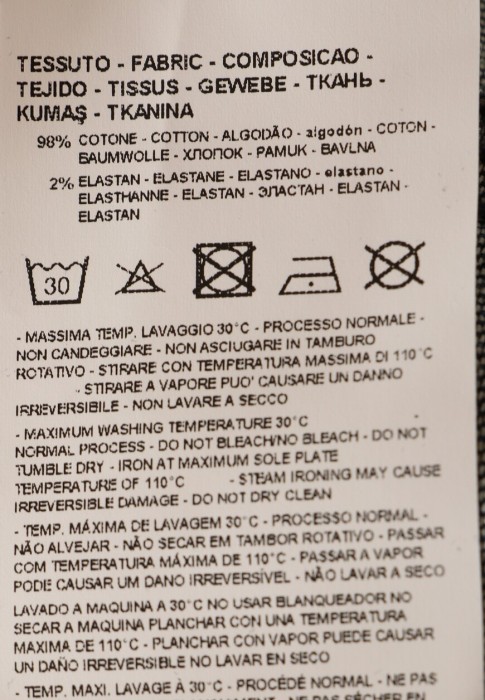 TESSUTO - FABRIC - COMPOSICAO -
TEJIDO - TISSUS - GEWEBE - ТКАНЬ -
KUMAŞ - TKANINA
98% COTONE - COTTON - ALGODÃO - algodón - COTON -
BAUMWOLLE - ХЛОПОК - PAMUK - BAVLNA
2% ELASTAN - ELASTANE - ELASTANO - elastano -
ELASTHANNE - ELASTAN - ЭЛАСТАН - ELASTAN -
ELASTAN
30
- MASSIMA TEMP. LAVAGGIO 30°C - PROCESSO NORMALE -
NON CANDEGGIARE - NON ASCIUGARE IN TAMBURO
ROTATIVO - STIRARE CON TEMPERATURA MASSIMA DI 110°C
- STIRARE A VAPORE PUO' CAUSARE UN DANNO
IRREVERSIBILE - NON LAVARE A SECCO
- MAXIMUM WASHING TEMPERATURE 30°C
NORMAL PROCESS - DO NOT BLEACH/NO BLEACH - DO NOT
TUMBLE DRY - IRON AT MAXIMUM SOLE PLATE
TEMPERATURE OF 110°C - STEAM IRONING MAY CAUSE
IRREVERSIBLE DAMAGE - DO NOT DRY CLEAN
- TEMP. MÁXIMA DE LAVAGEM 30°C - PROCESSO NORMAL -
NÃO ALVEJAR - NÃO SECAR EM TAMBOR ROTATIVO - PASSAR
COM TEMPERATURA MÁXIMA DE 110°C - PASSAR A VAPOR
PODE CAUSAR UM DANO IRREVERSÍVEL - NÃO LAVAR A SECO
LAVADO A MAQUINA A 30°C NO USAR BLANQUEADOR NO
SECAR A MAQUINA PLANCHAR CON UNA TEMPERATURA
MAXIMA DE 110°C - PLANCHAR CON VAPOR PUEDE CAUSAR
UN DAÑO IRREVERSIBLE NO LAVAR EN SECO
- TEMP. MAXI. LAVAGE À 30°C - PROCÉDÉ NORMAL - NE PAS
- NE PAS SÉCHER EN